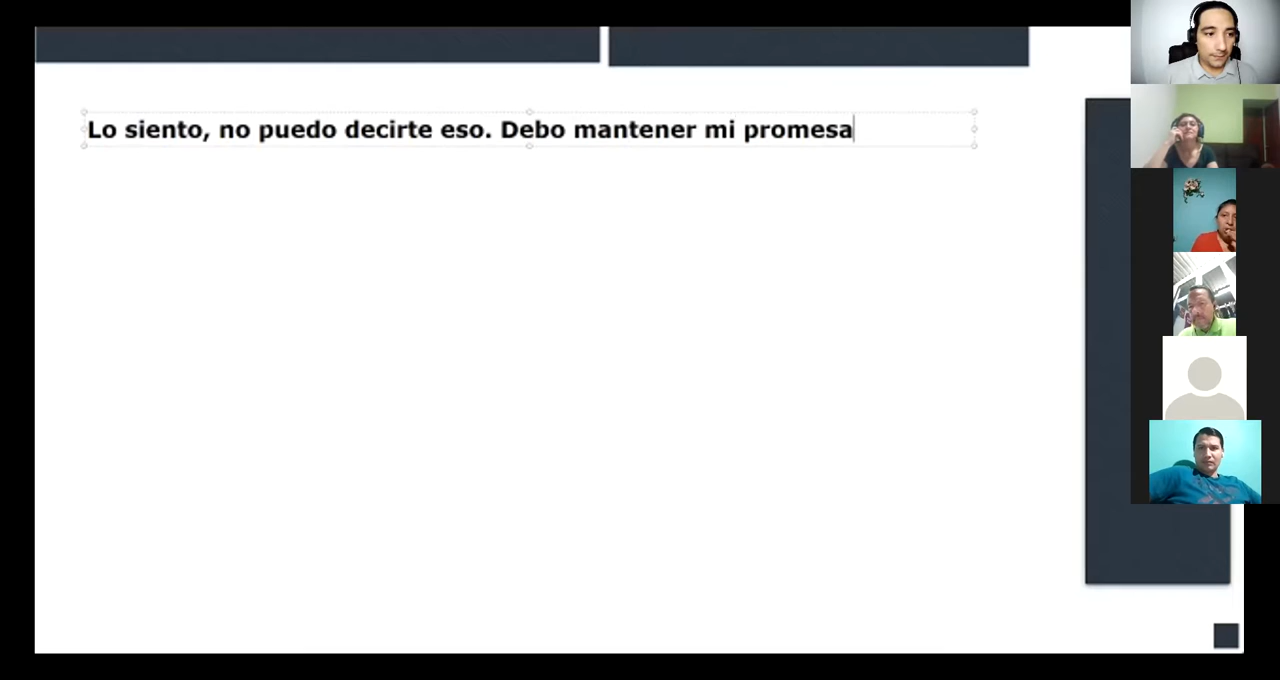 Lo siento, no puedo decirte eso. Debo mantener mi promesa